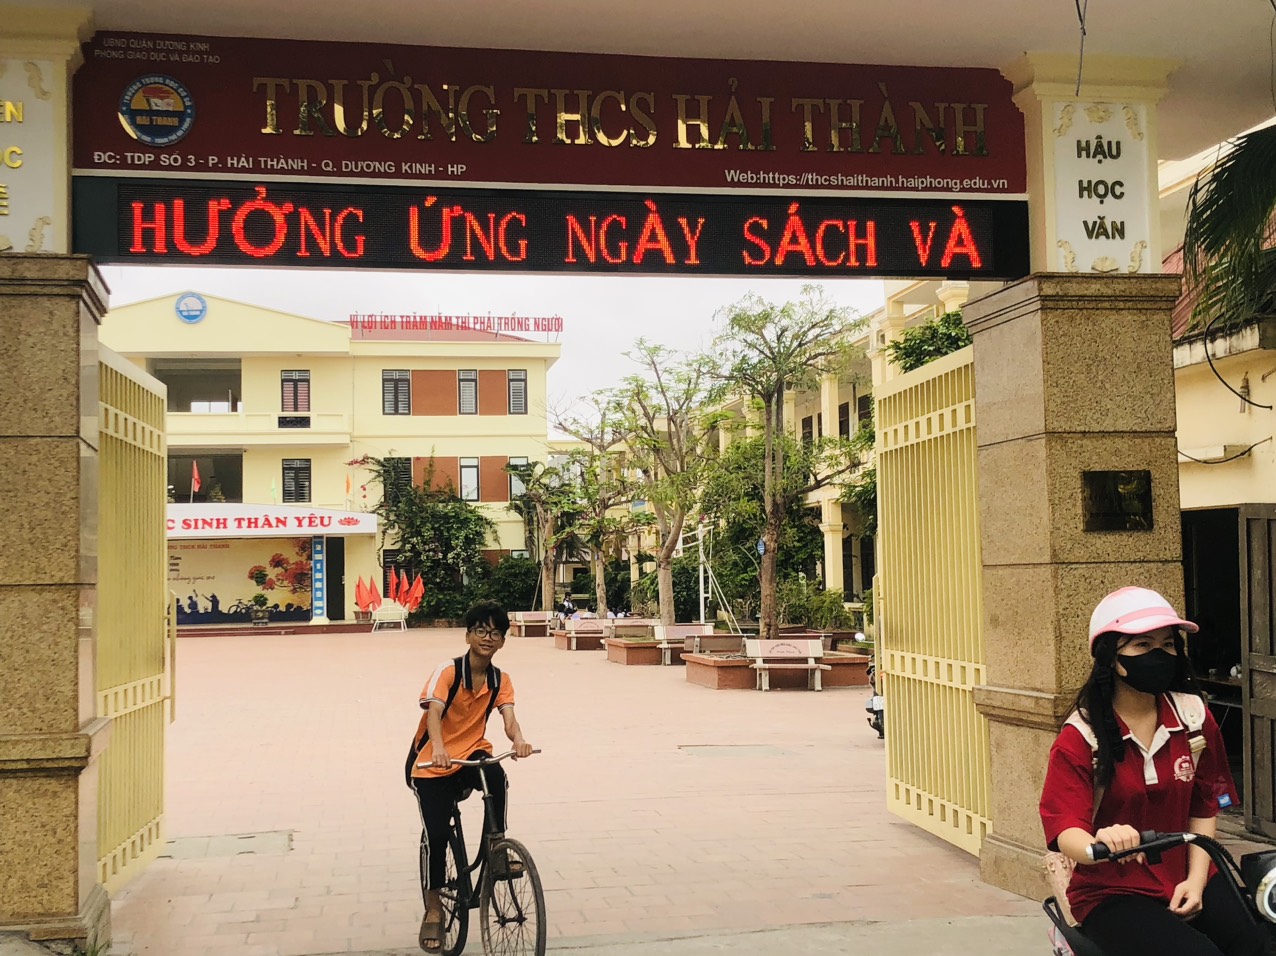 UBND QUẬN DƯƠNG KINH
PHÒNG GIÁO DỤC VÀ ĐÀO TẠO
HẢI THÀNH
TRƯỜNG THCS HẢI THÀNH
ĐC: TDP SỐ 3 - P. HẢI THÀNH - Q. DƯƠNG KINH - HP
Web:https://thcshaithanh.haiphong.edu.vn
HƯỞNG ỨNG NGÀY SÁCH VÀ
HẬU
HỌC
VĂN
VÌ LỢI ÍCH TRĂM NĂM THÌ PHẢI TRỒNG NGƯỜI
C SINH THÂN YÊU